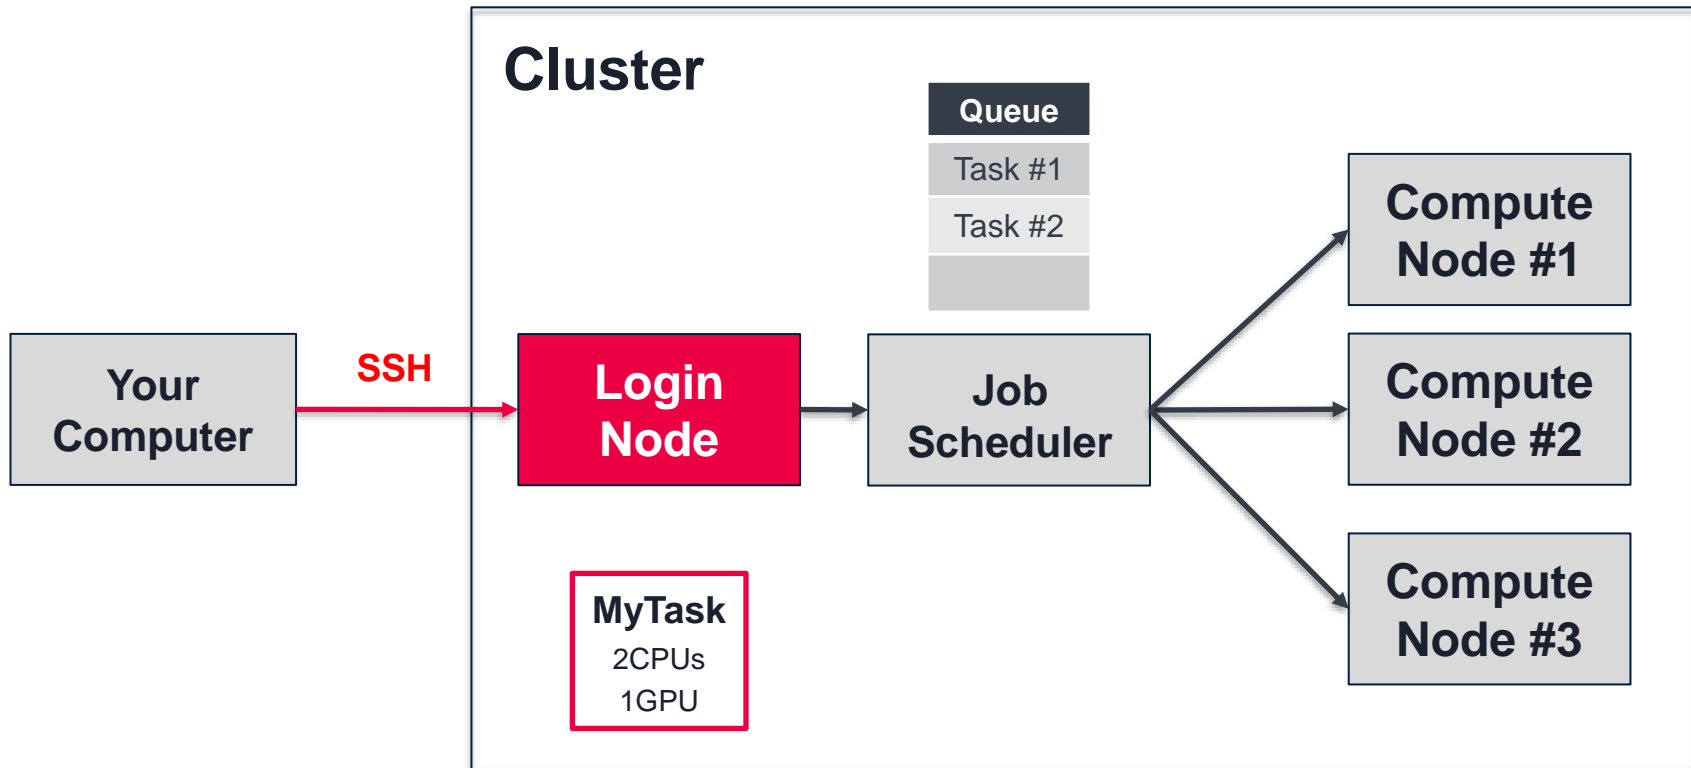 Cluster
Queue
Task #1
Task #2
Your
Computer
SSH
Login
Node
Job
Scheduler
Compute
Node #1
Compute
Node #2
Compute
Node #3
MyTask
2CPUs
1GPU